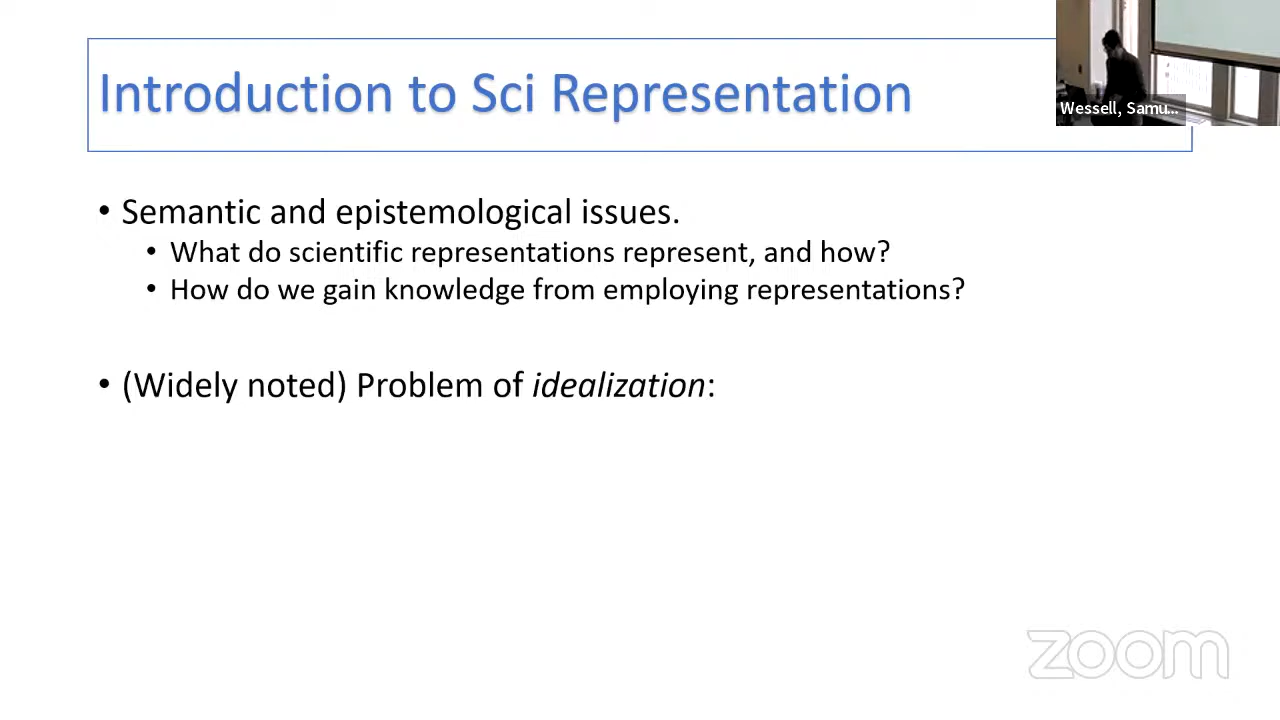 Introduction to Sci Representation
Wessell, Samu...
• Semantic and epistemological issues.
• What do scientific representations represent, and how?
• How do we gain knowledge from employing representations?
• (Widely noted) Problem of idealization:
zoom